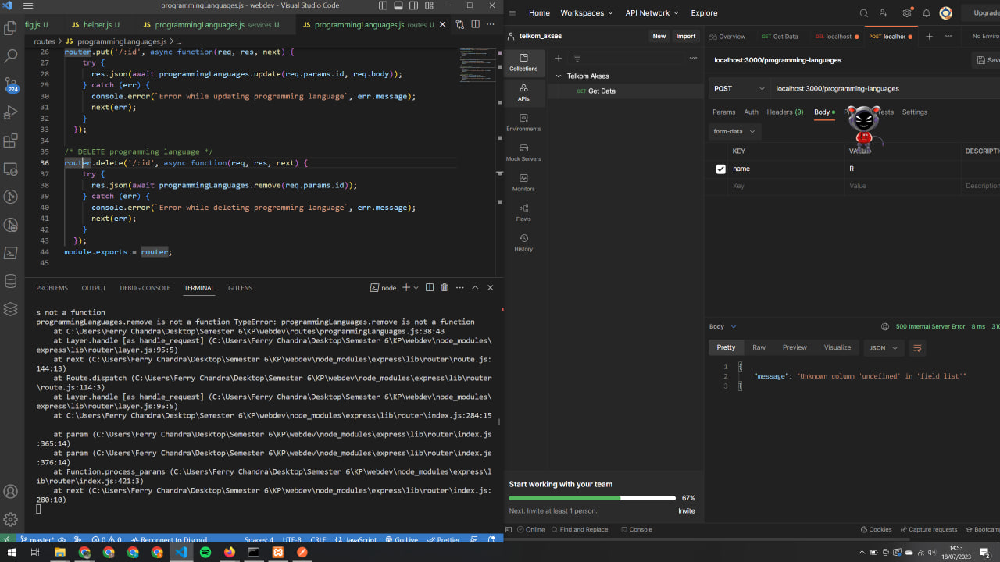 programmingLanguages.js - webdev - Visual Studio Code
fig.js U
helper.js U
programmingLanguages.js services U
programmingLanguages.js routes U
routes > JS programmingLanguages.js > ...
26 router.put('/:id', async function(req, res, next) {
27 try {
28 res.json(await programmingLanguages.update(req.params.id, req.body));
29 } catch (err) {
30 console.error(`Error while updating programming language`, err.message);
31 next(err);
32 }
33 });
34
35 /* DELETE programming language */
36 router.delete('/:id', async function(req, res, next) {
37 try {
38 res.json(await programmingLanguages.remove(req.params.id));
39 } catch (err) {
40 console.error(`Error while deleting programming language`, err.message);
41 next(err);
42 }
43 });
44 module.exports = router;
45
224
PROBLEMS OUTPUT DEBUG CONSOLE TERMINAL GITLENS node
s not a function
programmingLanguages.remove is not a function TypeError: programmingLanguages.remove is not a function
at C:\Users\Ferry Chandra\Desktop\Semester 6\KP\webdev\routes\programmingLanguages.js:38:43
at Layer.handle [as handle_request] (C:\Users\Ferry Chandra\Desktop\Semester 6\KP\webdev\node_modules\
express\lib\router\layer.js:95:5)
at next (C:\Users\Ferry Chandra\Desktop\Semester 6\KP\webdev\node_modules\express\lib\router\route.js:
144:13)
at Route.dispatch (C:\Users\Ferry Chandra\Desktop\Semester 6\KP\webdev\node_modules\express\lib\router
\route.js:114:3)
at Layer.handle [as handle_request] (C:\Users\Ferry Chandra\Desktop\Semester 6\KP\webdev\node_modules\
express\lib\router\layer.js:95:5)
at C:\Users\Ferry Chandra\Desktop\Semester 6\KP\webdev\node_modules\express\lib\router\index.js:284:15
at param (C:\Users\Ferry Chandra\Desktop\Semester 6\KP\webdev\node_modules\express\lib\router\index.js
:365:14)
at param (C:\Users\Ferry Chandra\Desktop\Semester 6\KP\webdev\node_modules\express\lib\router\index.js
:376:14)
at Function.process_params (C:\Users\Ferry Chandra\Desktop\Semester 6\KP\webdev\node_modules\express\l
ib\router\index.js:421:3)
at next (C:\Users\Ferry Chandra\Desktop\Semester 6\KP\webdev\node_modules\express\lib\router\index.js:
280:10)
master* 0 0 Reconnect to Discord Spaces: 4 UTF-8 CRLF {} JavaScript Go Live Prettier
Home Workspaces API Network Explore Upgrade
telkom_akses New Import
Overview GET Get Data DEL localhost POST localhos No Enviro
Collections
APIs
Environments
Mock Servers
Monitors
Flows
History
Telkom Akses
GET Get Data
localhost:3000/programming-languages Save
POST localhost:3000/programming-languages
Params Auth Headers (9) Body Tests Settings
form-data
KEY VALUE DESCRIPT
name R
Key Value Description
Body 500 Internal Server Error 8 ms 310
Pretty Raw Preview Visualize JSON
1 {
2 "message": "Unknown column 'undefined' in 'field list'"
3 }
Start working with your team
67%
Next: Invite at least 1 person. Invite
Online Find and Replace Console Cookies Capture requests Bootcamp
14:53
18/07/2023
2